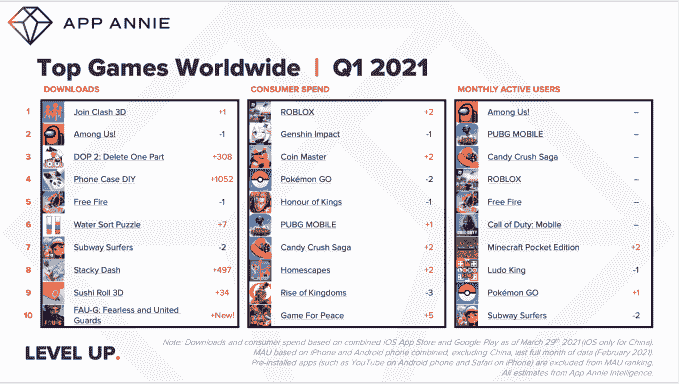 APP ANNIE
Top Games Worldwide | Q1 2021
DOWNLOADS
1 Join Clash 3D +1
2 Among Us! -1
3 DOP 2: Delete One Part +308
4 Phone Case DIY +1052
5 Free Fire -1
6 Water Sort Puzzle +7
7 Subway Surfers -2
8 Stacky Dash +497
9 Sushi Roll 3D +34
10 FAU-G: Fearless and United
Guards +New!
CONSUMER SPEND
ROBLOX +2
Genshin Impact -1
Coin Master +2
Pokémon GO -2
Honour of Kings -1
PUBG MOBILE +1
Candy Crush Saga +2
Homescapes +2
Rise of Kingdoms -3
Game For Peace +5
MONTHLY ACTIVE USERS
Among Us! –
PUBG MOBILE –
Candy Crush Saga –
ROBLOX –
Free Fire –
Call of Duty: Mobile –
Minecraft Pocket Edition +2
Ludo King -1
Pokémon GO +1
Subway Surfers -2
LEVEL UP.
Note: Downloads and consumer spend based on combined iOS App Store and Google Play as of March 29th 2021 (iOS only for China).
MAU based on iPhone and Android phone combined, excluding China, last full month of data (February 2021).
Pre-installed apps (such as YouTube on Android phone and Safari on iPhone) are excluded from MAU ranking.
All estimates from App Annie Intelligence.